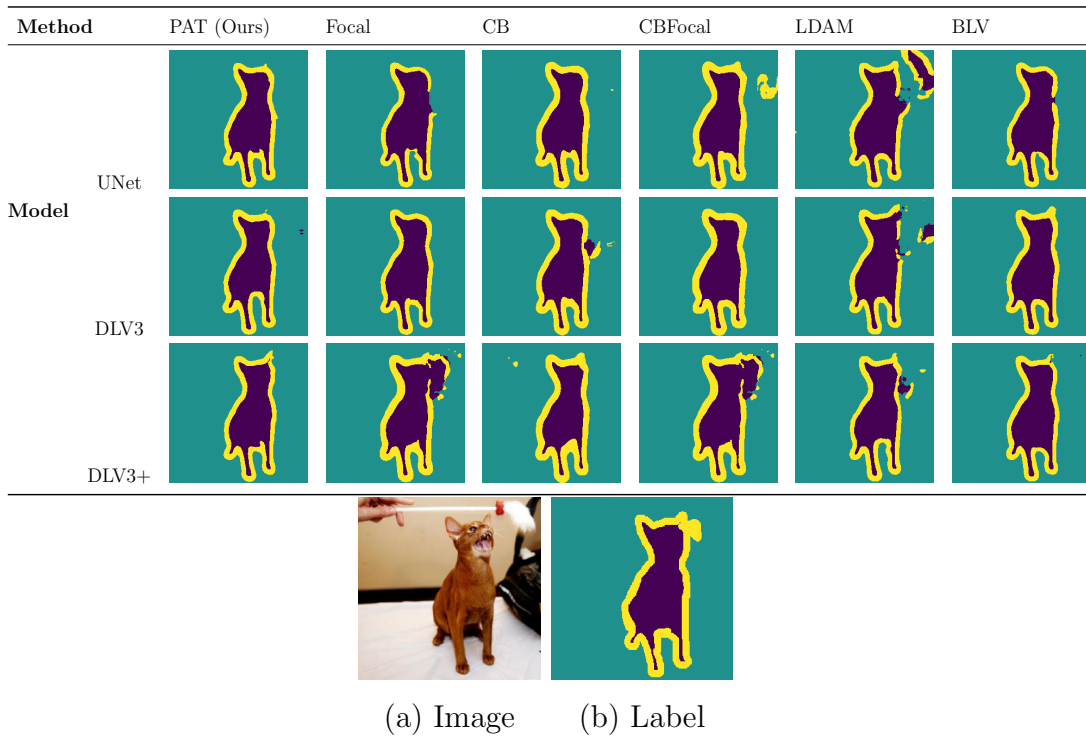 Method PAT (Ours) Focal CB CBFocal LDAM BLV
UNet
Model
DLV3
DLV3+
(a) Image (b) Label